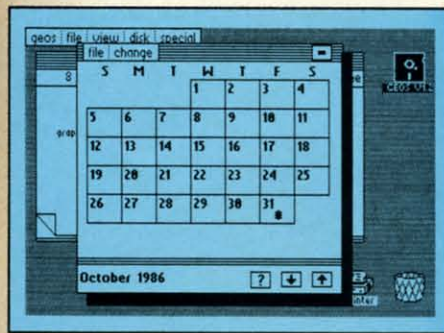 geos file view disk special
file change
8
S M T W T F S
1 2 3 4
5 6 7 8 9 10 11
12 13 14 15 16 17 18
19 20 21 22 23 24 25
26 27 28 29 30 31
October 1986 ?